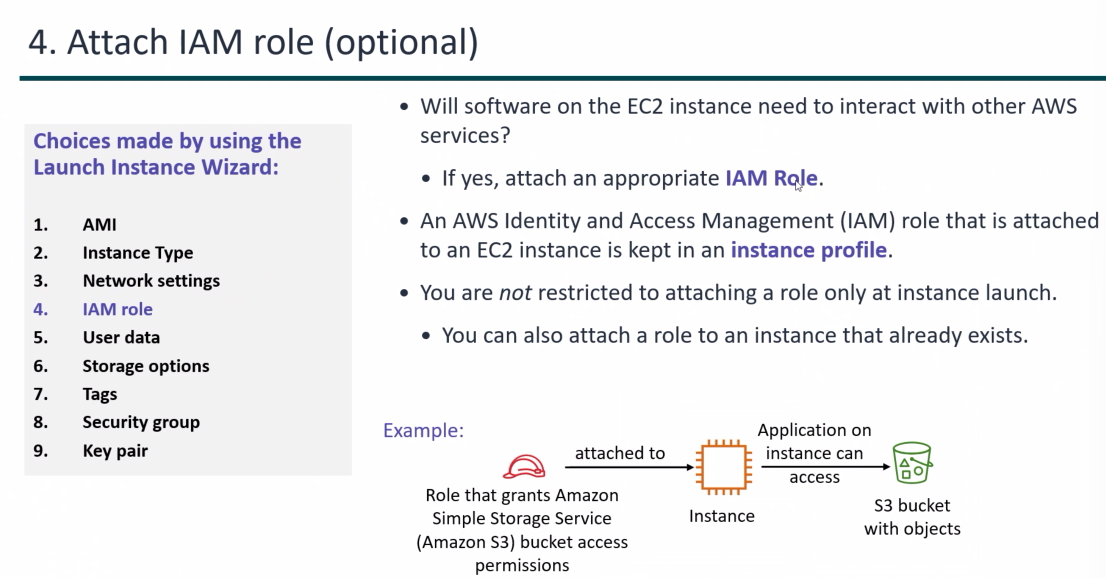 4. Attach IAM role (optional)
Choices made by using the
Launch Instance Wizard:
1. AMI
2. Instance Type
3. Network settings
4. IAM role
5. User data
6. Storage options
7. Tags
8. Security group
9. Key pair
• Will software on the EC2 instance need to interact with other AWS
services?
• If yes, attach an appropriate IAM Role.
• An AWS Identity and Access Management (IAM) role that is attached
to an EC2 instance is kept in an instance profile.
• You are not restricted to attaching a role only at instance launch.
• You can also attach a role to an instance that already exists.
Example:
attached to
Application on
instance can
access
Role that grants Amazon
Simple Storage Service
(Amazon S3) bucket access
permissions
Instance
S3 bucket
with objects